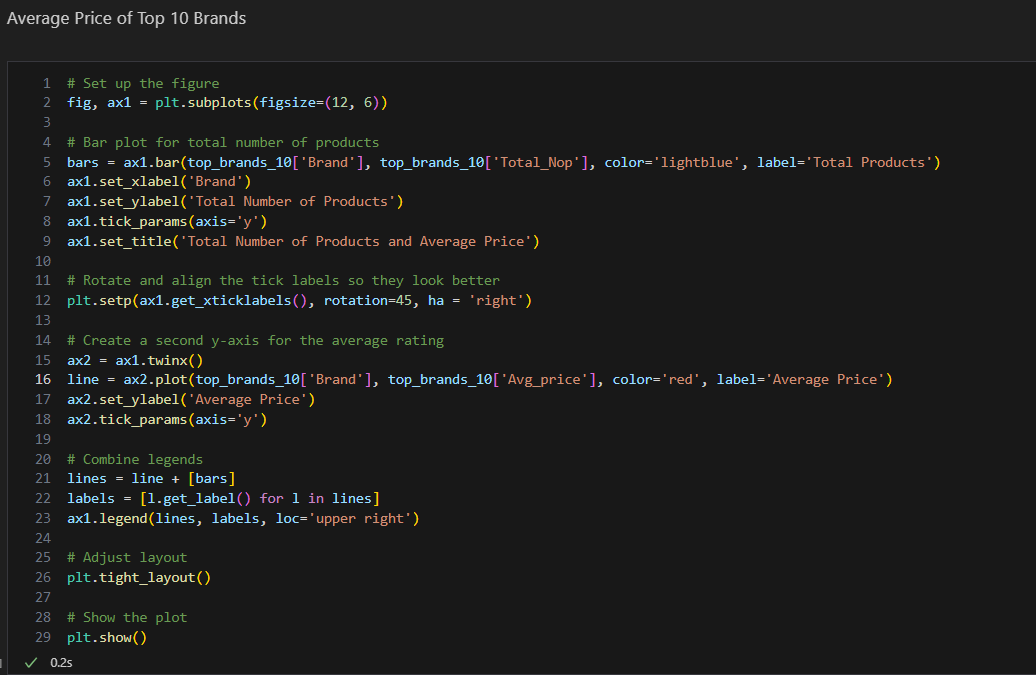 Average Price of Top 10 Brands
1 # Set up the figure
2 fig, ax1 = plt.subplots(figsize=(12, 6))
3
4 # Bar plot for total number of products
5 bars = ax1.bar(top_brands_10['Brand'], top_brands_10['Total_Nop'], color='lightblue', label='Total Products')
6 ax1.set_xlabel('Brand')
7 ax1.set_ylabel('Total Number of Products')
8 ax1.tick_params(axis='y')
9 ax1.set_title('Total Number of Products and Average Price')
10
11 # Rotate and align the tick labels so they look better
12 plt.setp(ax1.get_xticklabels(), rotation=45, ha = 'right')
13
14 # Create a second y-axis for the average rating
15 ax2 = ax1.twinx()
16 line = ax2.plot(top_brands_10['Brand'], top_brands_10['Avg_price'], color='red', label='Average Price')
17 ax2.set_ylabel('Average Price')
18 ax2.tick_params(axis='y')
19
20 # Combine legends
21 lines = line + [bars]
22 labels = [l.get_label() for l in lines]
23 ax1.legend(lines, labels, loc='upper right')
24
25 # Adjust layout
26 plt.tight_layout()
27
28 # Show the plot
29 plt.show()
✓ 0.2s